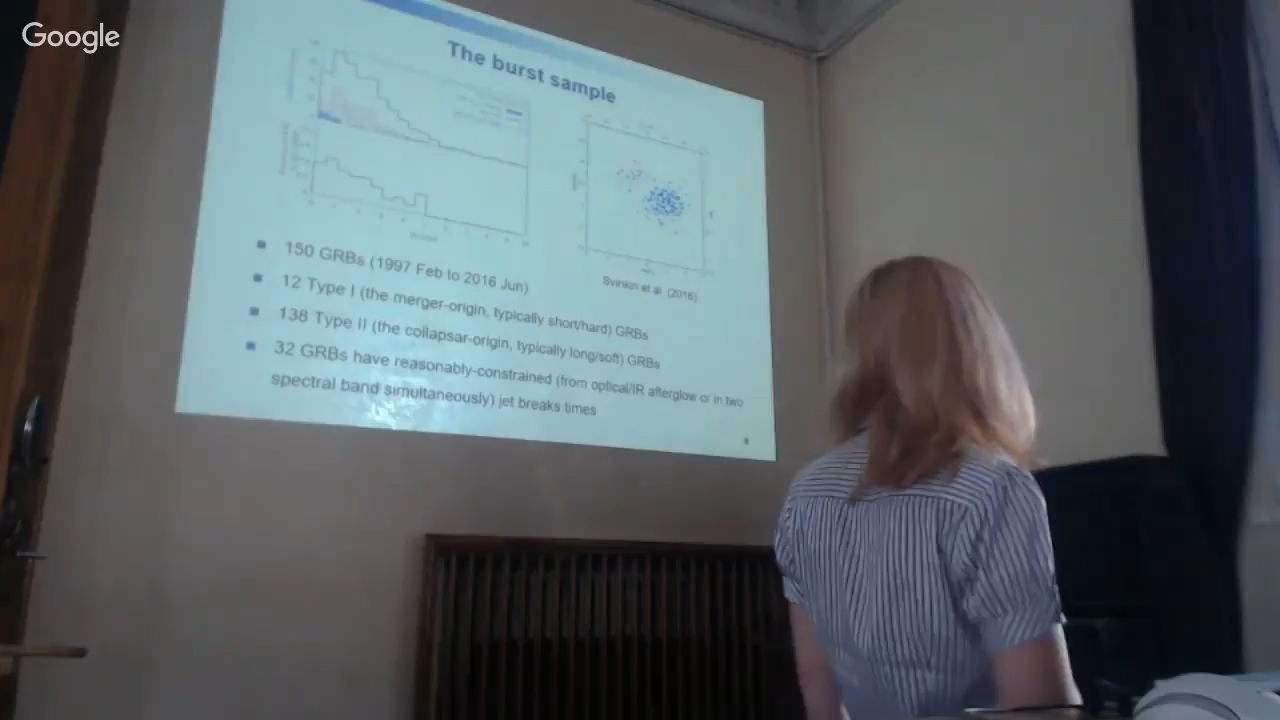 Google
The burst sample
Svinkin et al. (2016)
150 GRBs (1997 Feb to 2016 Jun)
12 Type I (the merger-origin, typically short/hard) GRBs
138 Type II (the collapsar-origin, typically long/soft) GRBs
32 GRBs have reasonably-constrained (from optical/IR afterglow or in two
spectral band simultaneously) jet breaks times